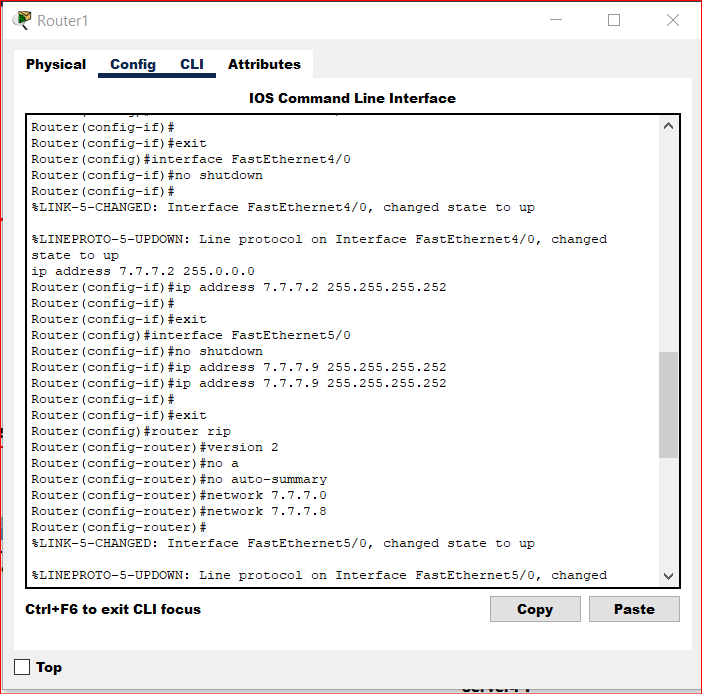 Router1
Physical Config CLI Attributes
IOS Command Line Interface
Router(config-if)#
Router(config-if)#exit
Router(config)#interface FastEthernet4/0
Router(config-if)#no shutdown
Router(config-if)#
%LINK-5-CHANGED: Interface FastEthernet4/0, changed state to up
%LINEPROTO-5-UPDOWN: Line protocol on Interface FastEthernet4/0, changed
state to up
ip address 7.7.7.2 255.0.0.0
Router(config-if)#ip address 7.7.7.2 255.255.255.252
Router(config-if)#
Router(config-if)#exit
Router(config)#interface FastEthernet5/0
Router(config-if)#no shutdown
Router(config-if)#ip address 7.7.7.9 255.255.255.252
Router(config-if)#ip address 7.7.7.9 255.255.255.252
Router(config-if)#
Router(config-if)#exit
Router(config)#router rip
Router(config-router)#version 2
Router(config-router)#no a
Router(config-router)#no auto-summary
Router(config-router)#network 7.7.7.0
Router(config-router)#network 7.7.7.8
Router(config-router)#
%LINK-5-CHANGED: Interface FastEthernet5/0, changed state to up
%LINEPROTO-5-UPDOWN: Line protocol on Interface FastEthernet5/0, changed
Ctrl+F6 to exit CLI focus
Copy Paste
Top